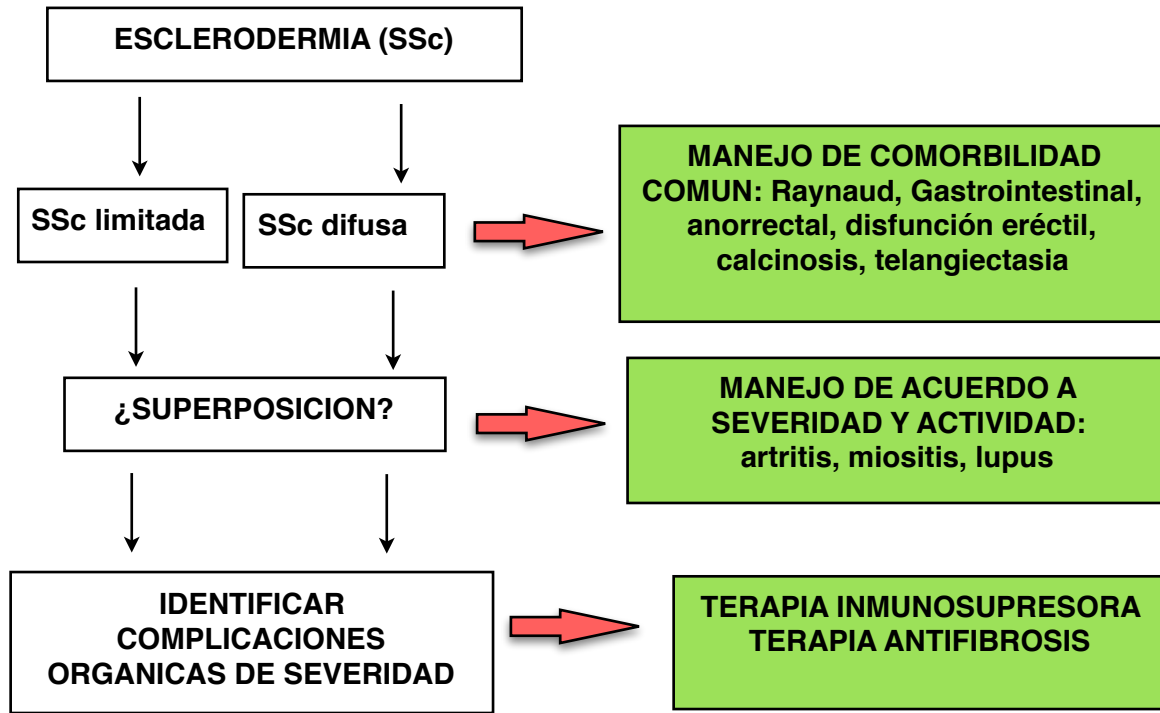 ESCLERODERMIA (SSc)
SSc limitada
SSc difusa
MANEJO DE COMORBILIDAD
COMUN: Raynaud, Gastrointestinal,
anorrectal, disfunción eréctil,
calcinosis, telangiectasia
¿SUPERPOSICION?
MANEJO DE ACUERDO A
SEVERIDAD Y ACTIVIDAD:
artritis, miositis, lupus
IDENTIFICAR
COMPLICACIONES
ORGANICAS DE SEVERIDAD
TERAPIA INMUNOSUPRESORA
TERAPIA ANTIFIBROSIS